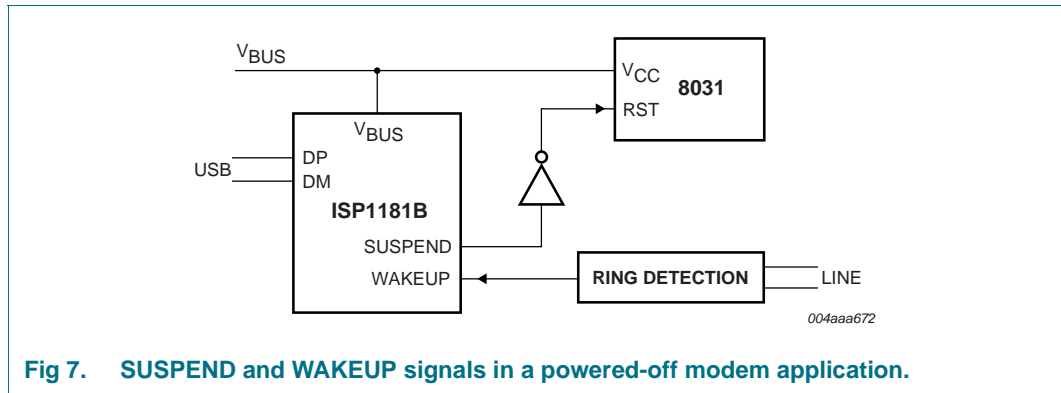 VBUS
VCC
8031
RST
VBUS
DP
USB
DM
ISP1181B
SUSPEND
WAKEUP
RING DETECTION
LINE
004aaa672
Fig 7. SUSPEND and WAKEUP signals in a powered-off modem application.